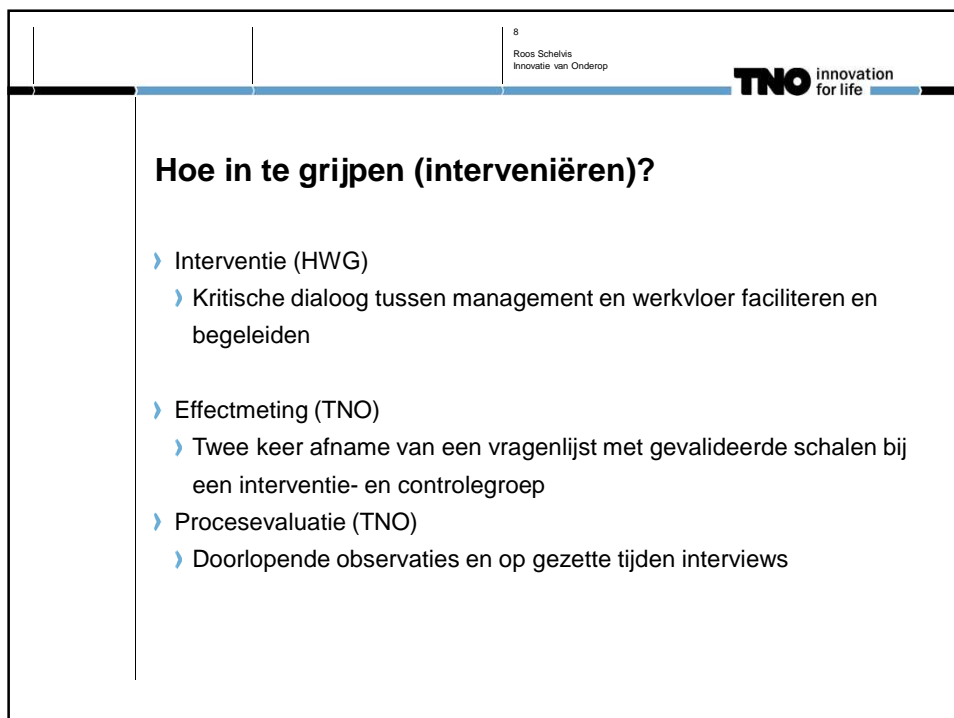 8
Roos Schelvis
Innovatie van Onderop
TNO innovation
for life
Hoe in te grijpen (interveniëren)?
Interventie (HWG)
Kritische dialoog tussen management en werkvloer faciliteren en
begeleiden
Effectmeting (TNO)
Twee keer afname van een vragenlijst met gevalideerde schalen bij
een interventie- en controlegroep
Procesevaluatie (TNO)
Doorlopende observaties en op gezette tijden interviews